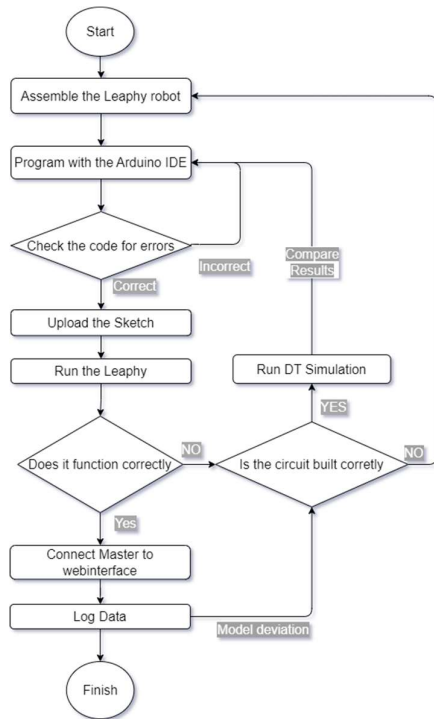 Start
Assemble the Leaphy robot
Program with the Arduino IDE
Check the code for errors
Incorrect
Compare
Results
Correct
Upload the Sketch
Run the Leaphy
Run DT Simulation
YES
Does it function correctly
NO
Is the circuit built corretly
NO
Yes
Connect Master to
webinterface
Log Data
Model deviation
Finish